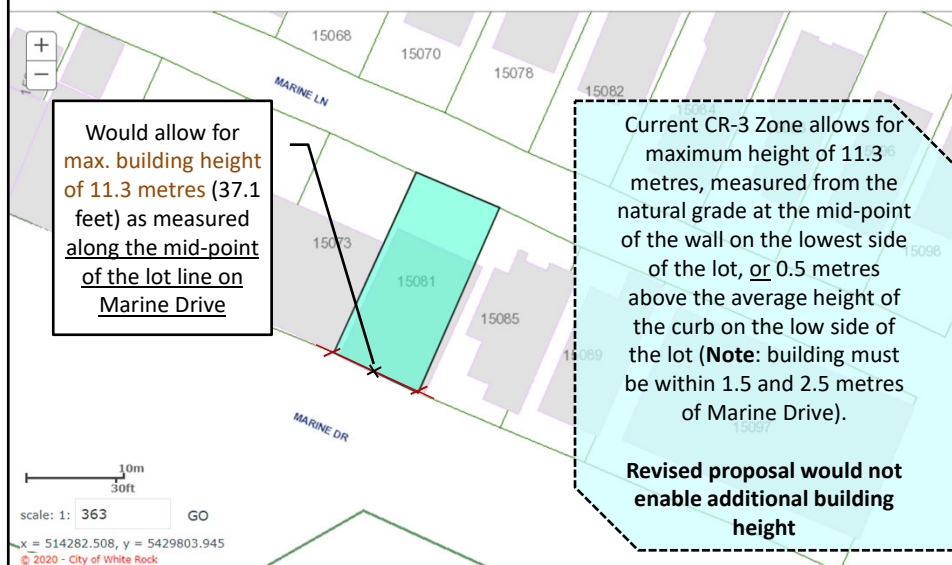 +
−
15068
15070
15078
15082
MARINE LN
Would allow for
max. building height
of 11.3 metres (37.1
feet) as measured
along the mid-point
of the lot line on
Marine Drive
15073
15081
15085
15089
MARINE DR
Current CR-3 Zone allows for
maximum height of 11.3
metres, measured from the
natural grade at the mid-point
of the wall on the lowest side
of the lot, or 0.5 metres
above the average height of
the curb on the low side of
the lot (Note: building must
be within 1.5 and 2.5 metres
of Marine Drive).
Revised proposal would not
enable additional building
height
15084
15098
15097
10m
30ft
scale: 1: 363 GO
x = 514282.508, y = 5429803.945
© 2020 - City of White Rock